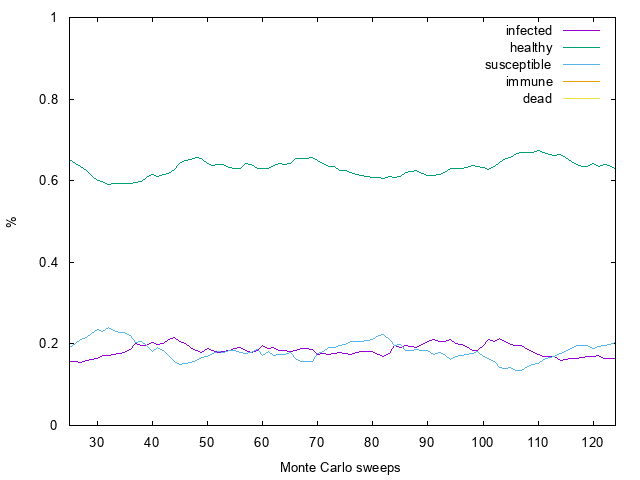 1
infected
healthy
susceptible
immune
dead
0.8
0.6
%
0.4
0.2
0
30 40 50 60 70 80 90 100 110 120
Monte Carlo sweeps